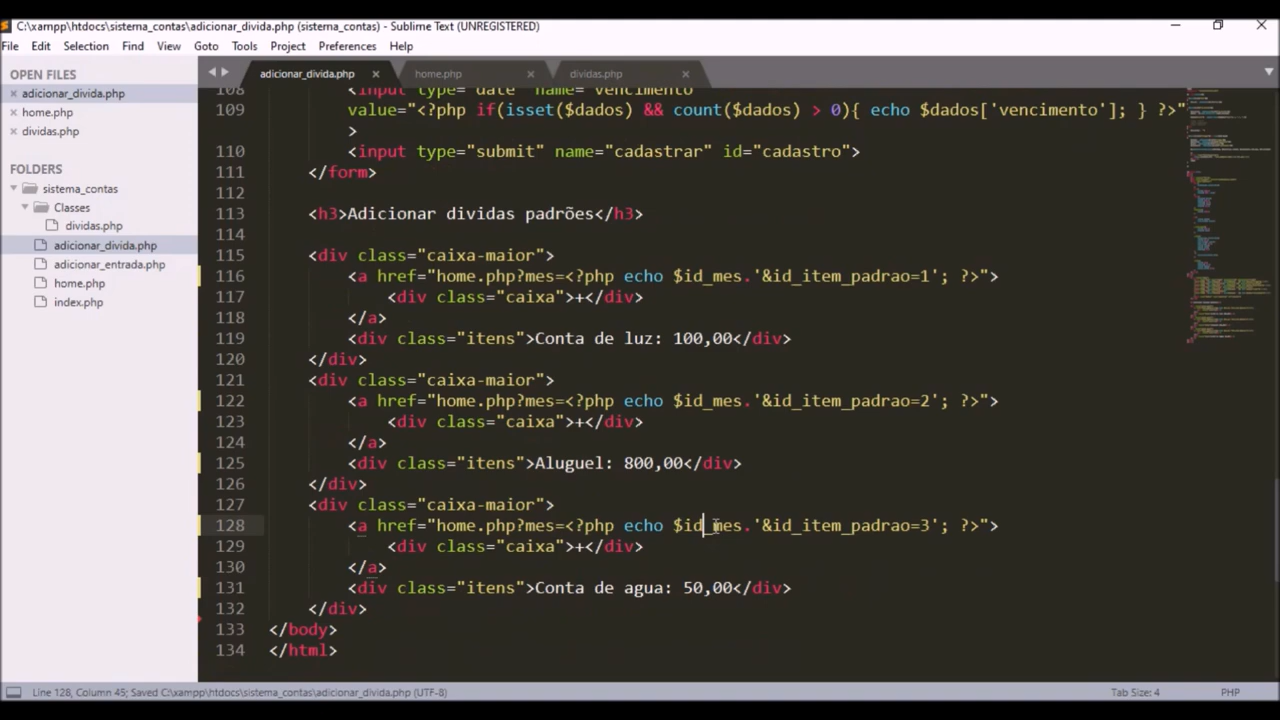 C:\xampp\htdocs\sistema_contas\adicionar_divida.php (sistema_contas) - Sublime Text (UNREGISTERED)
File Edit Selection Find View Goto Tools Project Preferences Help
OPEN FILES
adicionar_divida.php
home.php
dividas.php
FOLDERS
sistema_contas
Classes
dividas.php
adicionar_divida.php
adicionar_entrada.php
home.php
index.php
adicionar_divida.php home.php dividas.php
108 <input type="date" name="vencimento"
109 value="<?php if(isset($dados) && count($dados) > 0){ echo $dados['vencimento']; } ?>"
>
110 <input type="submit" name="cadastrar" id="cadastro">
111 </form>
112
113 <h3>Adicionar dividas padrões</h3>
114
115 <div class="caixa-maior">
116 <a href="home.php?mes=<?php echo $id_mes.'&id_item_padrao=1'; ?>">
117 <div class="caixa">+</div>
118 </a>
119 <div class="itens">Conta de luz: 100,00</div>
120 </div>
121 <div class="caixa-maior">
122 <a href="home.php?mes=<?php echo $id_mes.'&id_item_padrao=2'; ?>">
123 <div class="caixa">+</div>
124 </a>
125 <div class="itens">Aluguel: 800,00</div>
126 </div>
127 <div class="caixa-maior">
128 <a href="home.php?mes=<?php echo $id_mes.'&id_item_padrao=3'; ?>">
129 <div class="caixa">+</div>
130 </a>
131 <div class="itens">Conta de agua: 50,00</div>
132 </div>
133 </body>
134 </html>
Line 128, Column 45; Saved C:\xampp\htdocs\sistema_contas\adicionar_divida.php (UTF-8) Tab Size: 4 PHP